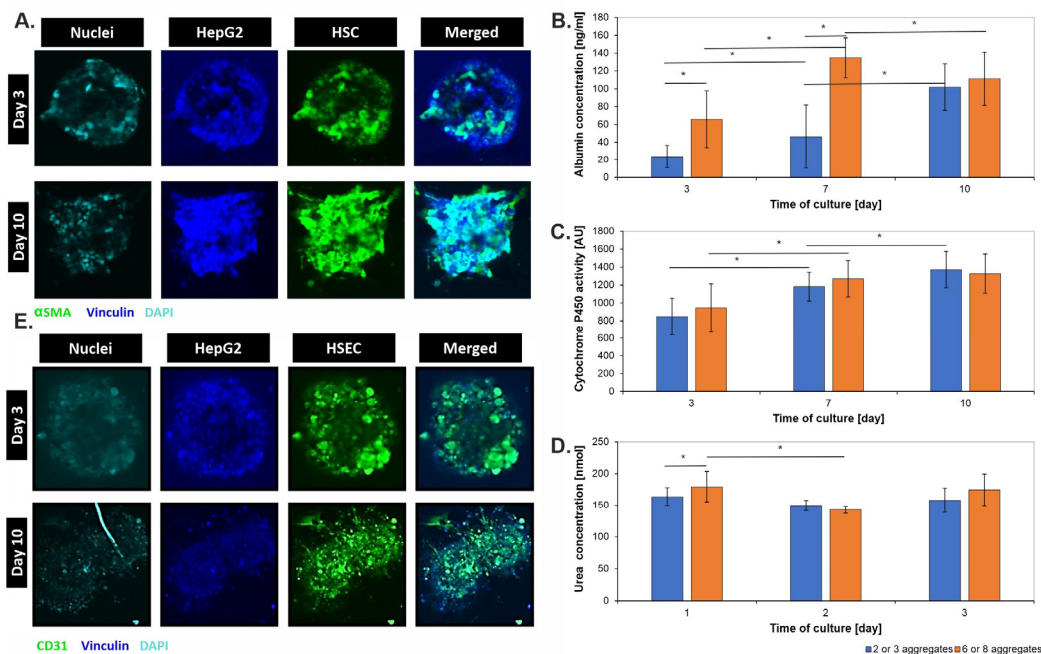 A.
Nuclei HepG2 HSC Merged
Day 3
Day 10
αSMA Vinculin DAPI
E.
Nuclei HepG2 HSEC Merged
Day 3
Day 10
CD31 Vinculin DAPI
B.
Albumin concentration [ng/ml]
180
160
140
120
100
80
60
40
20
0
* * * * * *
3 7 10
Time of culture [day]
C.
Cytochrome P450 activity [AU]
1800
1600
1400
1200
1000
800
600
400
200
0
* * *
3 7 10
Time of culture [day]
D.
Urea concentration [nmol]
250
200
150
100
50
0
* *
1 2 3
Time of culture [day]
2 or 3 aggregates 6 or 8 aggregates